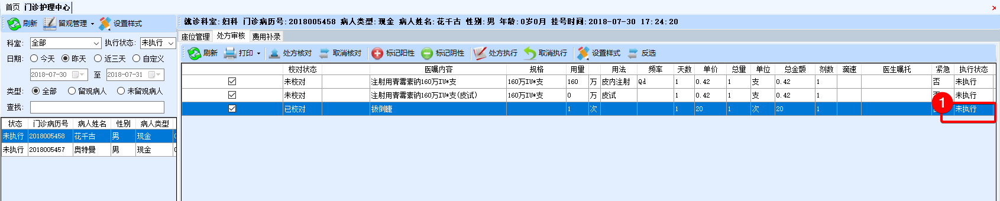 首页 门诊护理中心
刷新 留观管理 设置样式
科室: 全部 执行状态: 未执行
日期: 今天 昨天 近三天 自定义
2018-07-30 至 2018-07-31
类型: 全部 留观病人 未留观病人
查找:
状态 门诊病历号 病人姓名 性别 病人类型
未执行 2018005458 花千古 男 现金
未执行 2018005457 奥特曼 男 现金
就诊科室:妇科 门诊病历号:2018005458 病人类型:现金 病人姓名:花千古 性别:男 年龄:0岁0月 挂号时间:2018-07-30 17:24:20
座位管理 处方审核 费用补录
刷新 打印 处方核对 取消核对 标记阳性 标记阴性 处方执行 取消执行 设置样式 反选
校对状态 医嘱内容 规格 用量 用法 频率 天数 单价 总量 单位 总金额 剂数 滴速 医生嘱托 紧急 执行状态
未校对 注射用青霉素钠160万IU*支 160万IU*支 160 万 皮内注射 Qd 1 0.42 1 支 0.42 1 否 未执行
未校对 注射用青霉素钠160万IU*支(皮试) 160万IU*支 0 万 皮试 1 0.42 1 支 0.42 1 未执行
已校对 拔倒睫 1 次 1 20 1 次 20 1 未执行
1